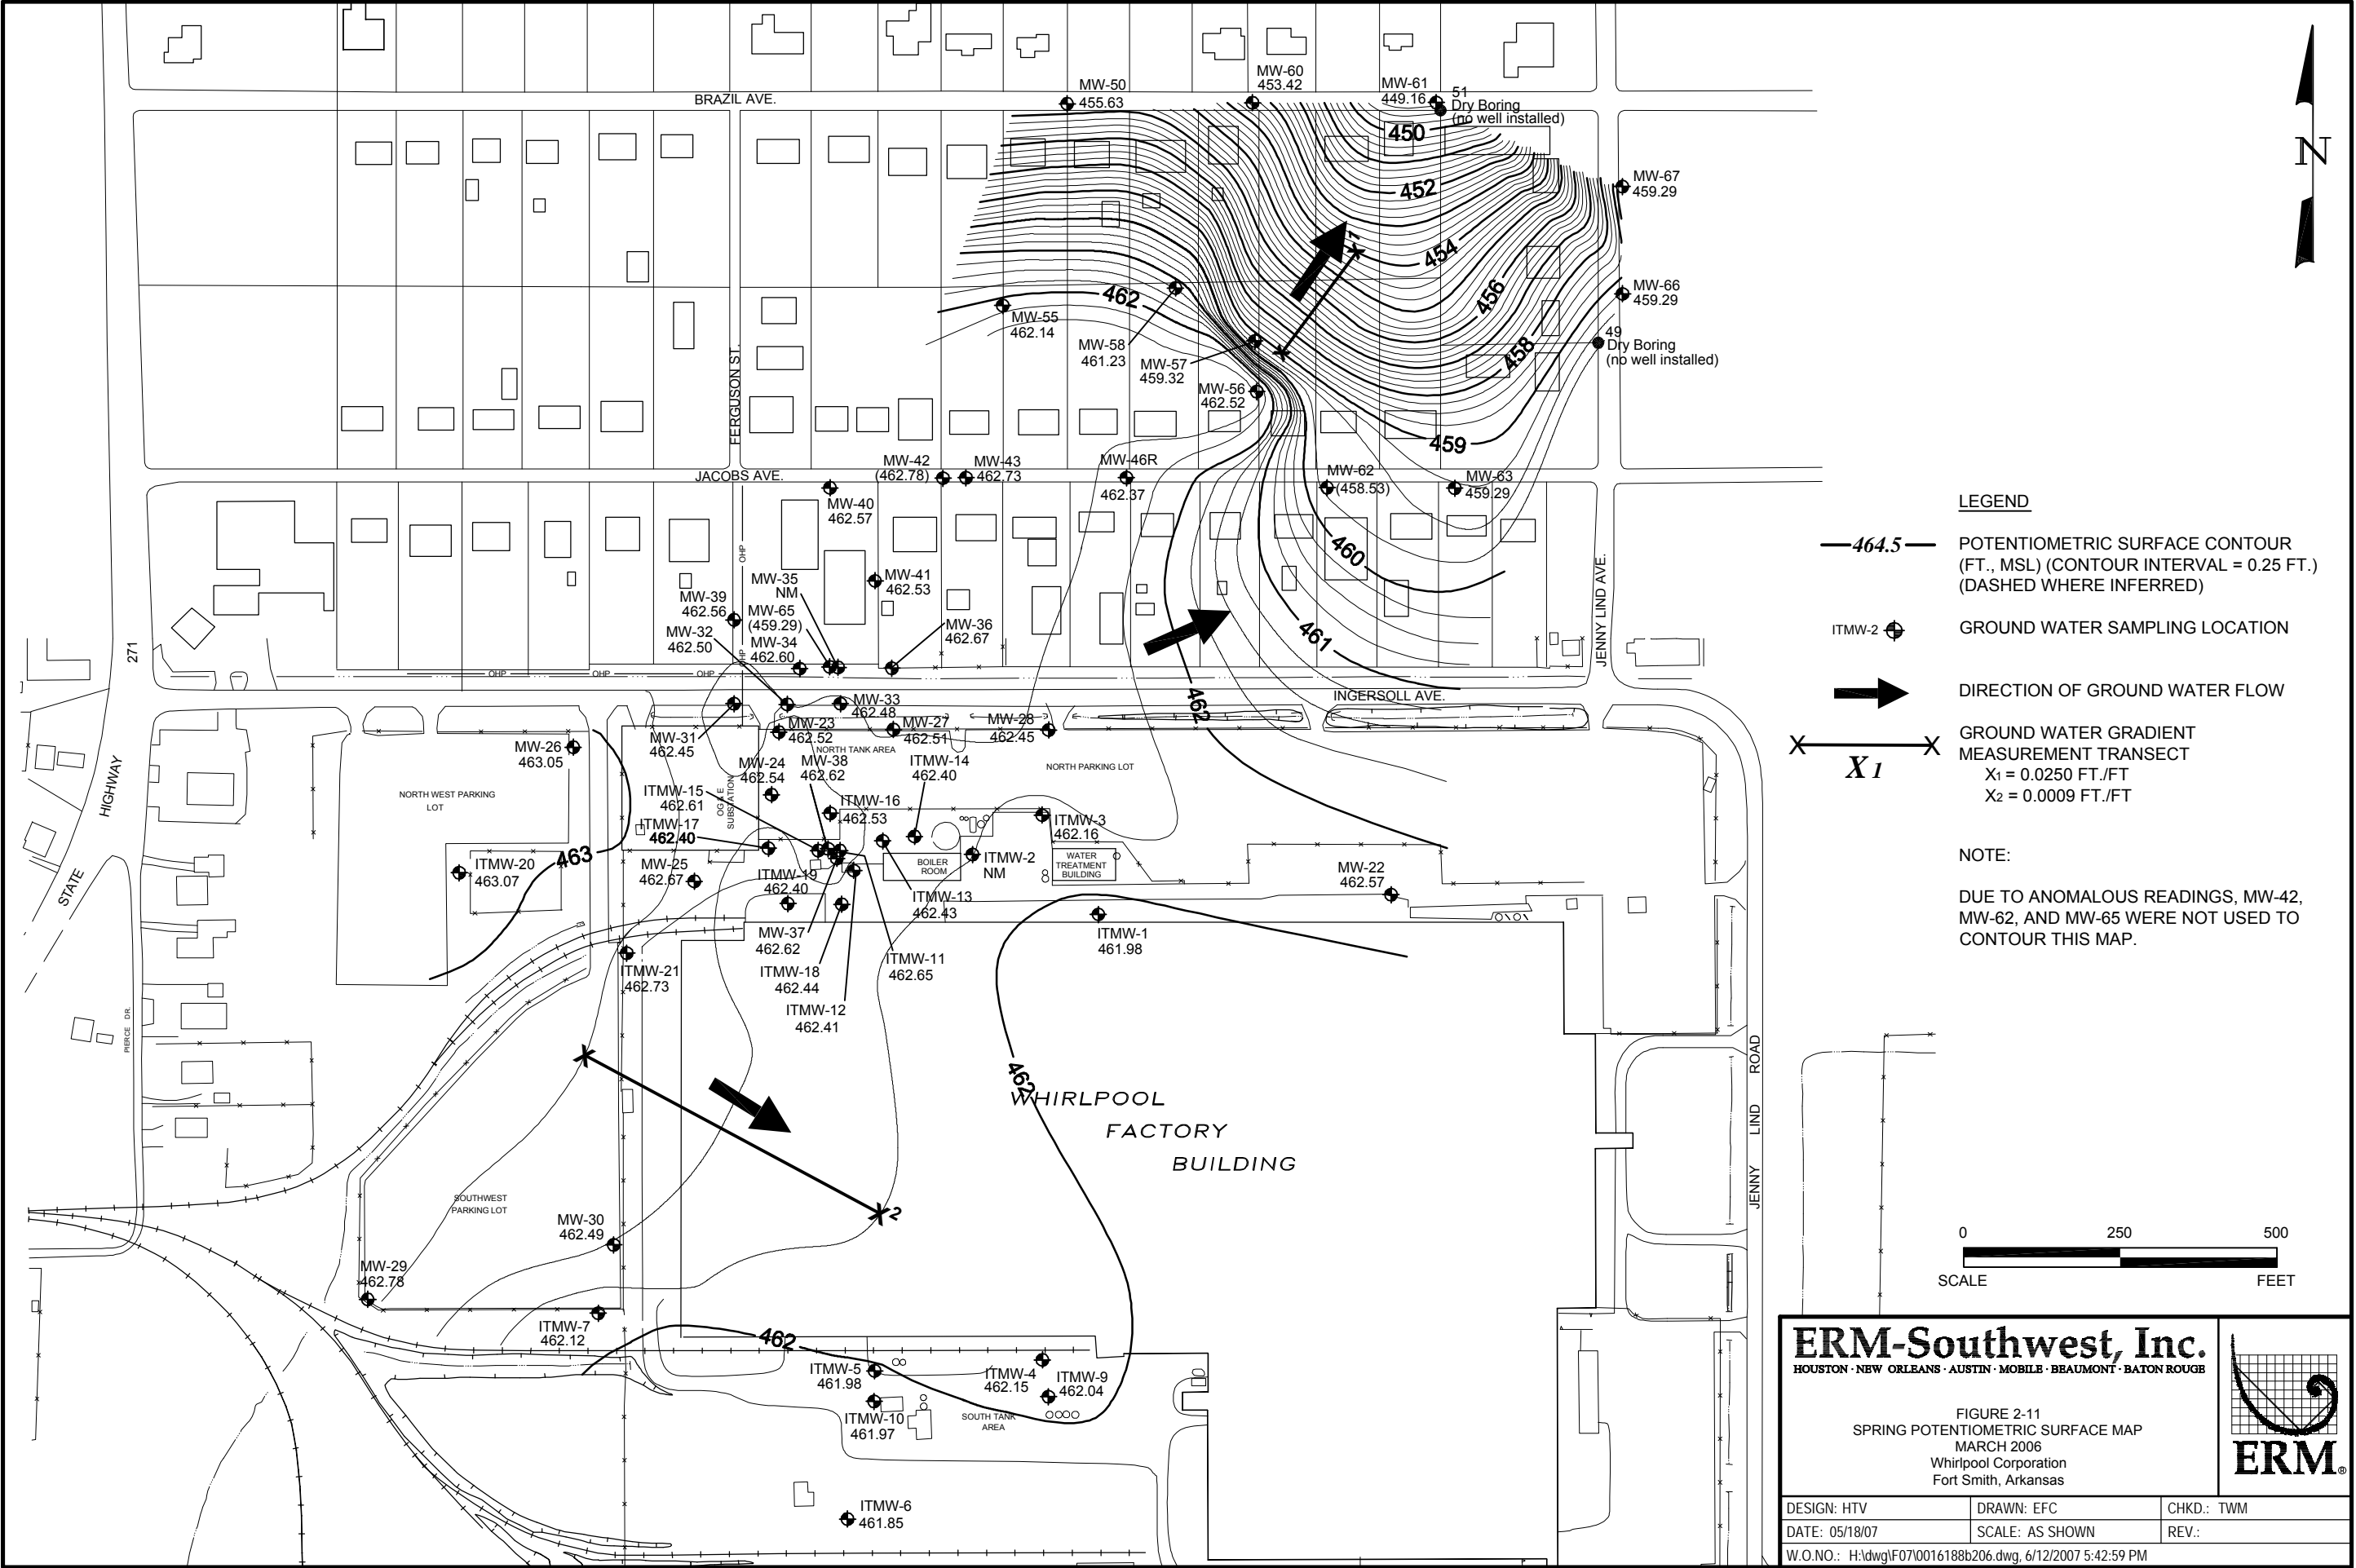 MW-50
455.63
MW-60
453.42
MW-61
449.16
51
Dry Boring
(no well installed)
BRAZIL AVE.
450
452
454
456
458
459
460
461
462
462
N
MW-67
459.29
MW-66
459.29
49
Dry Boring
(no well installed)
1
MW-55
462.14
MW-58
461.23
MW-57
459.32
MW-56
462.52
FERGUSON ST.
JACOBS AVE.
MW-42
(462.78)
MW-43
462.73
MW-46R
462.37
MW-62
(458.53)
MW-63
459.29
MW-40
462.57
MW-41
462.53
MW-35
NM
MW-39
462.56
MW-65
(459.29)
MW-32
462.50
MW-34
462.60
MW-36
462.67
OHP
OHP
OHP
OHP
OHP
INGERSOLL AVE.
JENNY LIND AVE.
271
HIGHWAY
STATE
PIERCE DR.
MW-33
462.48
MW-23
462.52
MW-27
462.51
MW-28
462.45
MW-31
462.45
MW-26
463.05
NORTH TANK AREA
NORTH PARKING LOT
NORTH WEST PARKING
LOT
MW-24
462.54
MW-38
462.62
ITMW-14
462.40
OG & E
SUBSTATION
ITMW-15
462.61
ITMW-16
462.53
ITMW-17
462.40
ITMW-3
462.16
463
ITMW-20
463.07
MW-25
462.67
BOILER
ROOM
ITMW-2
NM
WATER
TREATMENT
BUILDING
ITMW-19
462.40
ITMW-13
462.43
MW-22
462.57
ITMW-1
461.98
MW-37
462.62
ITMW-11
462.65
ITMW-21
462.73
ITMW-18
462.44
ITMW-12
462.41
462
WHIRLPOOL
FACTORY
BUILDING
JENNY LIND ROAD
2
SOUTHWEST
PARKING LOT
MW-30
462.49
MW-29
462.78
ITMW-7
462.12
462
ITMW-5
461.98
ITMW-4
462.15
ITMW-9
462.04
ITMW-10
461.97
SOUTH TANK
AREA
ITMW-6
461.85
LEGEND
464.5
POTENTIOMETRIC SURFACE CONTOUR
(FT., MSL) (CONTOUR INTERVAL = 0.25 FT.)
(DASHED WHERE INFERRED)
ITMW-2
GROUND WATER SAMPLING LOCATION
DIRECTION OF GROUND WATER FLOW
X X
X1
GROUND WATER GRADIENT
MEASUREMENT TRANSECT
X1 = 0.0250 FT./FT
X2 = 0.0009 FT./FT
NOTE:
DUE TO ANOMALOUS READINGS, MW-42,
MW-62, AND MW-65 WERE NOT USED TO
CONTOUR THIS MAP.
0 250 500
SCALE FEET
ERM-Southwest, Inc.
HOUSTON · NEW ORLEANS · AUSTIN · MOBILE · BEAUMONT · BATON ROUGE
FIGURE 2-11
SPRING POTENTIOMETRIC SURFACE MAP
MARCH 2006
Whirlpool Corporation
Fort Smith, Arkansas
ERM®
DESIGN: HTV
DRAWN: EFC
CHKD.: TWM
DATE: 05/18/07
SCALE: AS SHOWN
REV.:
W.O.NO.: H:\dwg\F07\0016188b206.dwg, 6/12/2007 5:42:59 PM